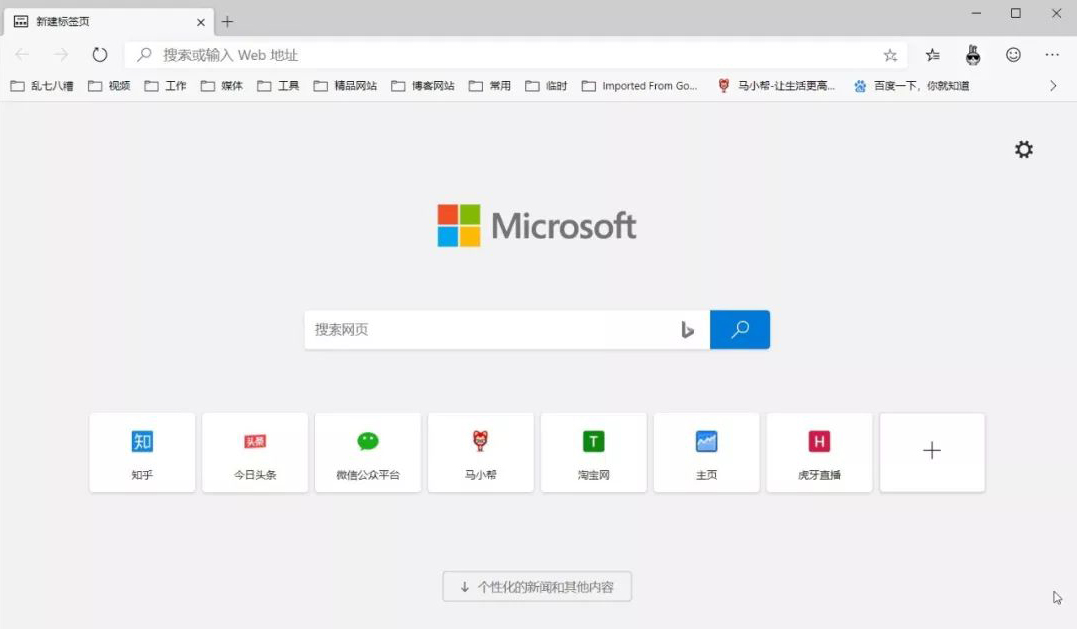 新建标签页
搜索或输入 Web 地址
乱七八糟 视频 工作 媒体 工具 精品网站 博客网站 常用 临时 Imported From Go... 马小帮-让生活更高... 百度一下，你就知道
Microsoft
搜索网页
知 头条 T H
知乎 今日头条 微信公众平台 马小帮 淘宝网 主页 虎牙直播
个性化的新闻和其他内容